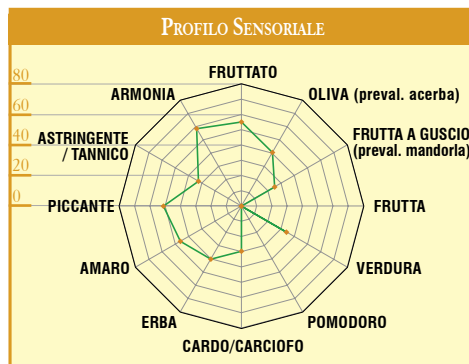 PROFILO SENSORIALE
80
60
40
20
0
FRUTTATO
ARMONIA
OLIVA (preval. acerba)
ASTRINGENTE
/ TANNICO
FRUTTA A GUSCIO
(preval. mandorla)
PICCANTE
FRUTTA
AMARO
VERDURA
ERBA
POMODORO
CARDO/CARCIOFO